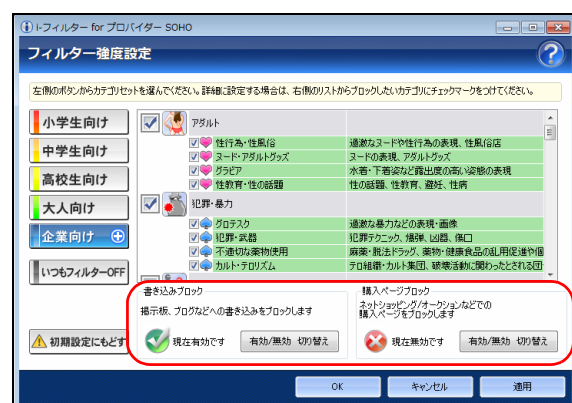 i-フィルター for プロバイダー SOHO
フィルター強度設定
左側のボタンからカテゴリセットを選んでください。詳細に設定する場合は、右側のリストからブロックしたいカテゴリにチェックマークをつけてください。
小学生向け
中学生向け
高校生向け
大人向け
企業向け
いつもフィルターOFF
初期設定にもどす
アダルト
性行為・性風俗 過激なヌードや性行為の表現、性風俗店
ヌード・アダルトグッズ ヌードの表現、アダルトグッズ
グラビア 水着・下着姿など露出度の高い姿態の表現
性教育・性の話題 性の話題、性教育、避妊、性病
犯罪・暴力
グロテスク 過激な暴力などの表現・画像
犯罪・武器 犯罪テクニック、爆弾、凶器、傷口
不適切な薬物使用 麻薬・脱法ドラッグ、薬物・健康食品の乱用促進や個
カルト・テロリズム テロ組織・カルト集団、破壊活動に関わったとされる団
書き込みブロック
掲示板、ブログなどへの書き込みをブロックします
現在有効です 有効/無効 切り替え
購入ページブロック
ネットショッピング/オークションなどでの
購入ページをブロックします
現在無効です 有効/無効 切り替え
OK キャンセル 適用